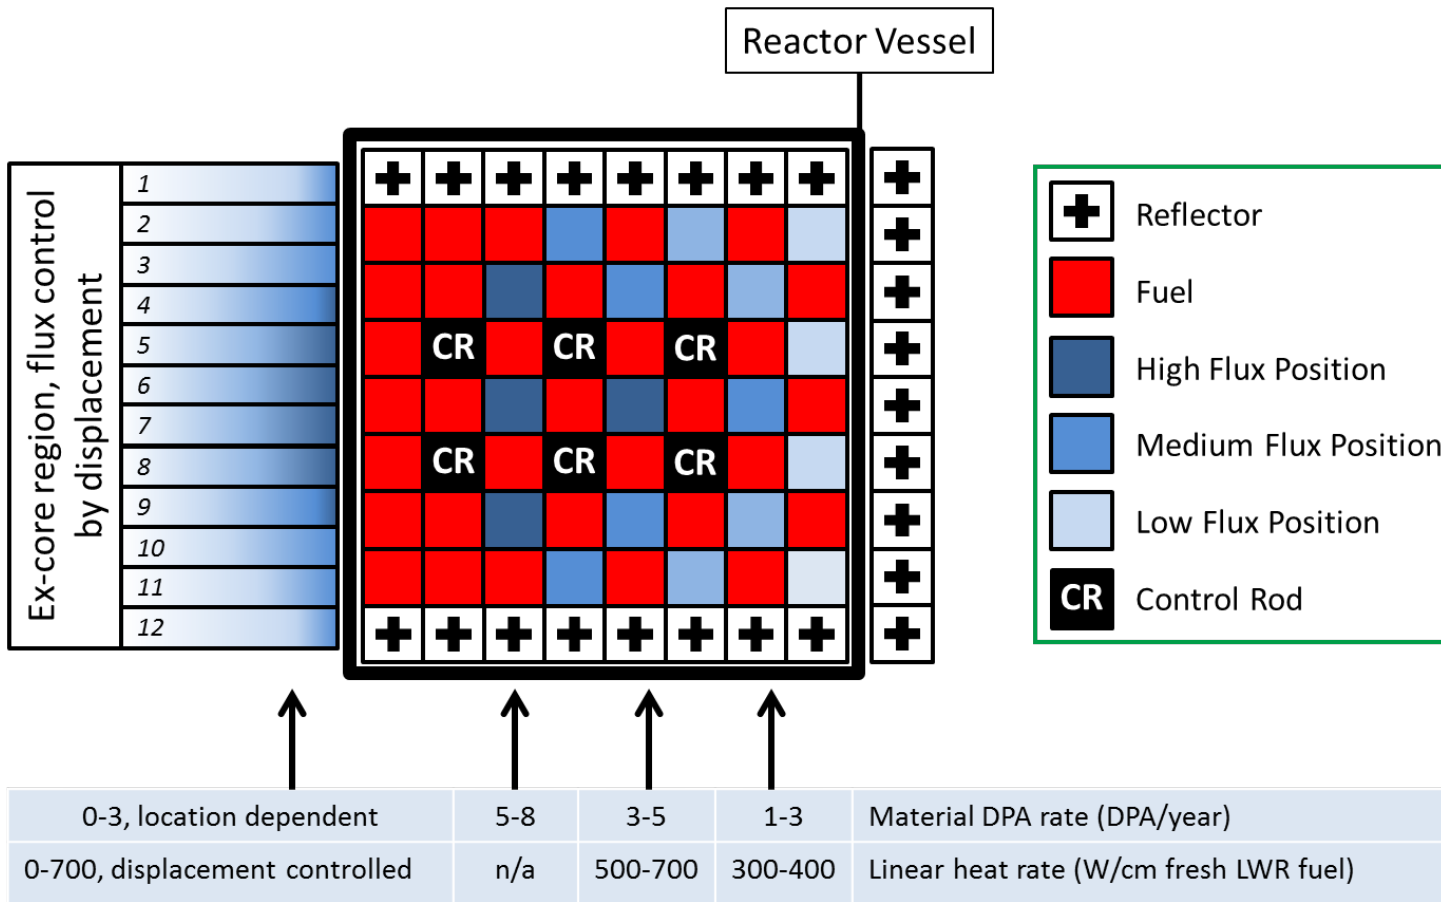 Reactor Vessel
Ex-core region, flux control
by displacement
1
2
3
4
5
6
7
8
9
10
11
12
CR CR CR
CR CR CR
Reflector
Fuel
High Flux Position
Medium Flux Position
Low Flux Position
CR Control Rod
0-3, location dependent 5-8 3-5 1-3 Material DPA rate (DPA/year)
0-700, displacement controlled n/a 500-700 300-400 Linear heat rate (W/cm fresh LWR fuel)